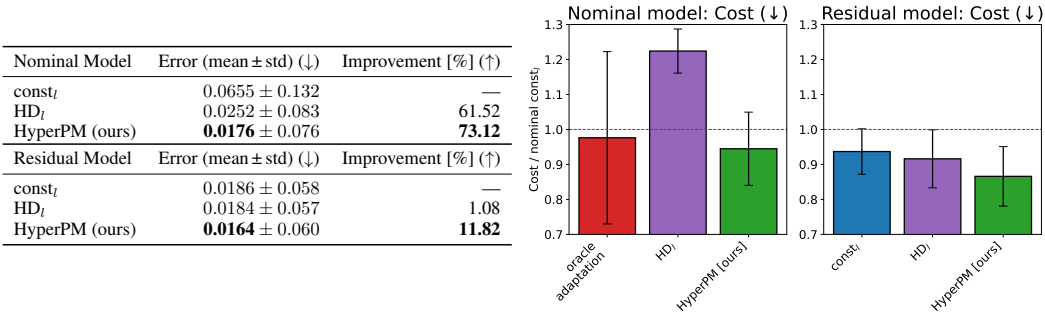 Nominal Model Error (mean ± std) (↓) Improvement [%] (↑)
const_l 0.0655 ± 0.132 —
HD_l 0.0252 ± 0.083 61.52
HyperPM (ours) 0.0176 ± 0.076 73.12
Residual Model Error (mean ± std) (↓) Improvement [%] (↑)
const_l 0.0186 ± 0.058 —
HD_l 0.0184 ± 0.057 1.08
HyperPM (ours) 0.0164 ± 0.060 11.82
Nominal model: Cost (↓)
Cost / nominal const_l
1.3
1.2
1.1
1.0
0.9
0.8
0.7
oracle
adaptation
HD_l
HyperPM [ours]
Residual model: Cost (↓)
1.3
1.2
1.1
1.0
0.9
0.8
0.7
const_l
HD_l
HyperPM [ours]